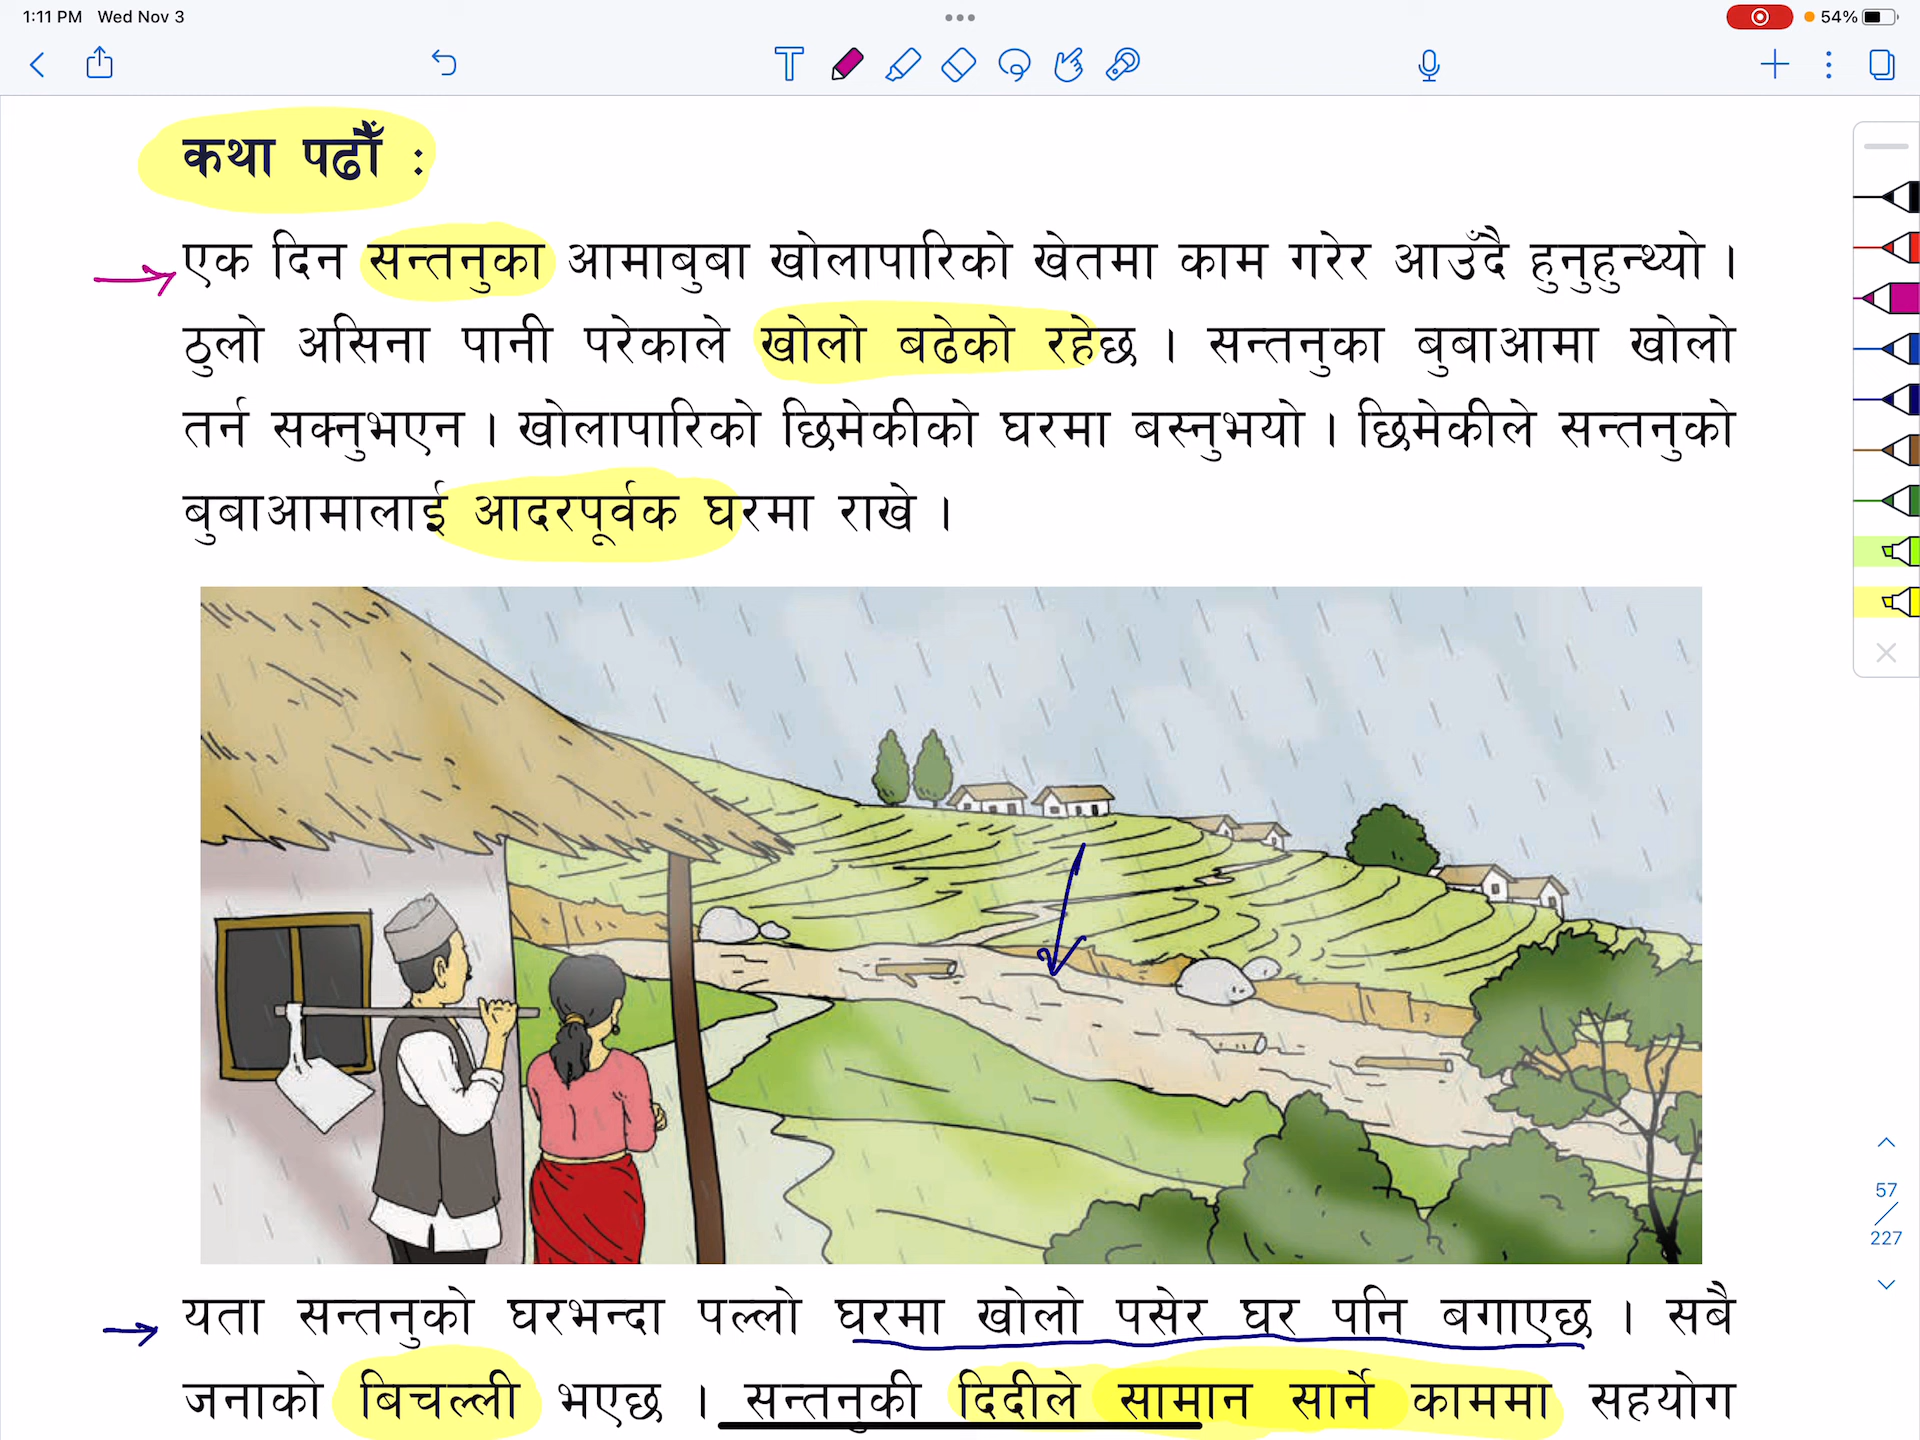 1:11 PM Wed Nov 3
54%
कथा पढौँ :
एक दिन सन्तनुका आमाबुबा खोलापारिको खेतमा काम गरेर आउँदै हुनुहुन्थ्यो ।
ठुलो असिना पानी परेकाले खोलो बढेको रहेछ । सन्तनुका बुबाआमा खोलो
तर्न सक्नुभएन । खोलापारिको छिमेकीको घरमा बस्नुभयो । छिमेकीले सन्तनुको
बुबाआमालाई आदरपूर्वक घरमा राखे ।
57
/
227
यता सन्तनुको घरभन्दा पल्लो घरमा खोलो पसेर घर पनि बगाएछ । सबै
जनाको बिचल्ली भएछ । सन्तनुकी दिदीले सामान सार्ने काममा सहयोग